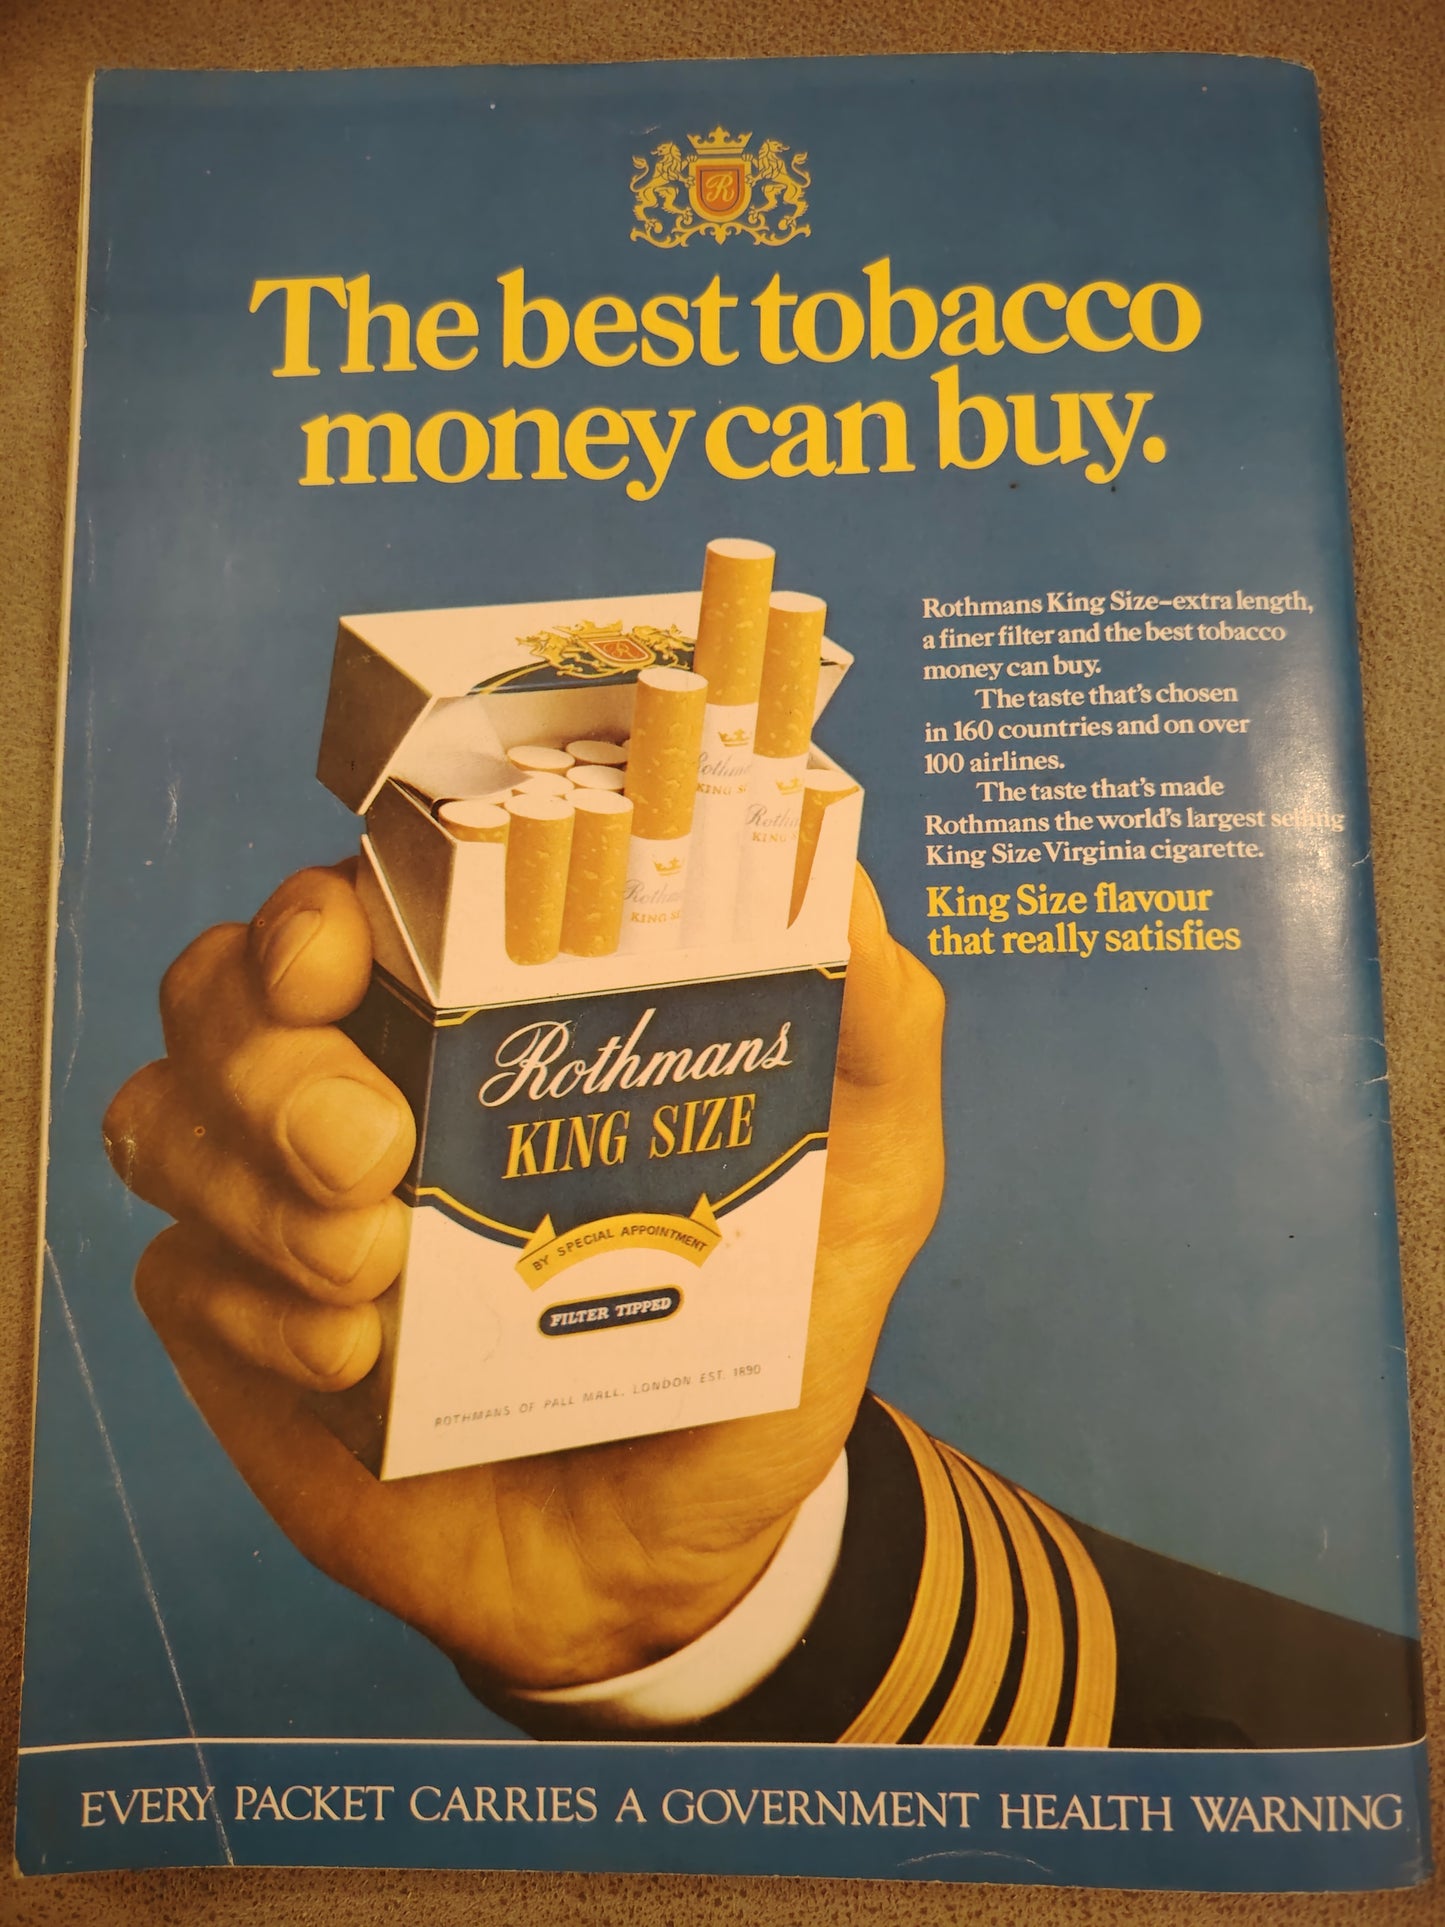 R
The best tobacco
money can buy.
Rothmans King Size–extra length,
a finer filter and the best tobacco
money can buy.
The taste that's chosen
in 160 countries and on over
100 airlines.
The taste that's made
Rothmans the world's largest selling
King Size Virginia cigarette.
King Size flavour
that really satisfies
R
Rothmans
KING SIZE
BY SPECIAL APPOINTMENT
FILTER TIPPED
ROTHMANS OF PALL MALL, LONDON EST. 1890
EVERY PACKET CARRIES A GOVERNMENT HEALTH WARNING